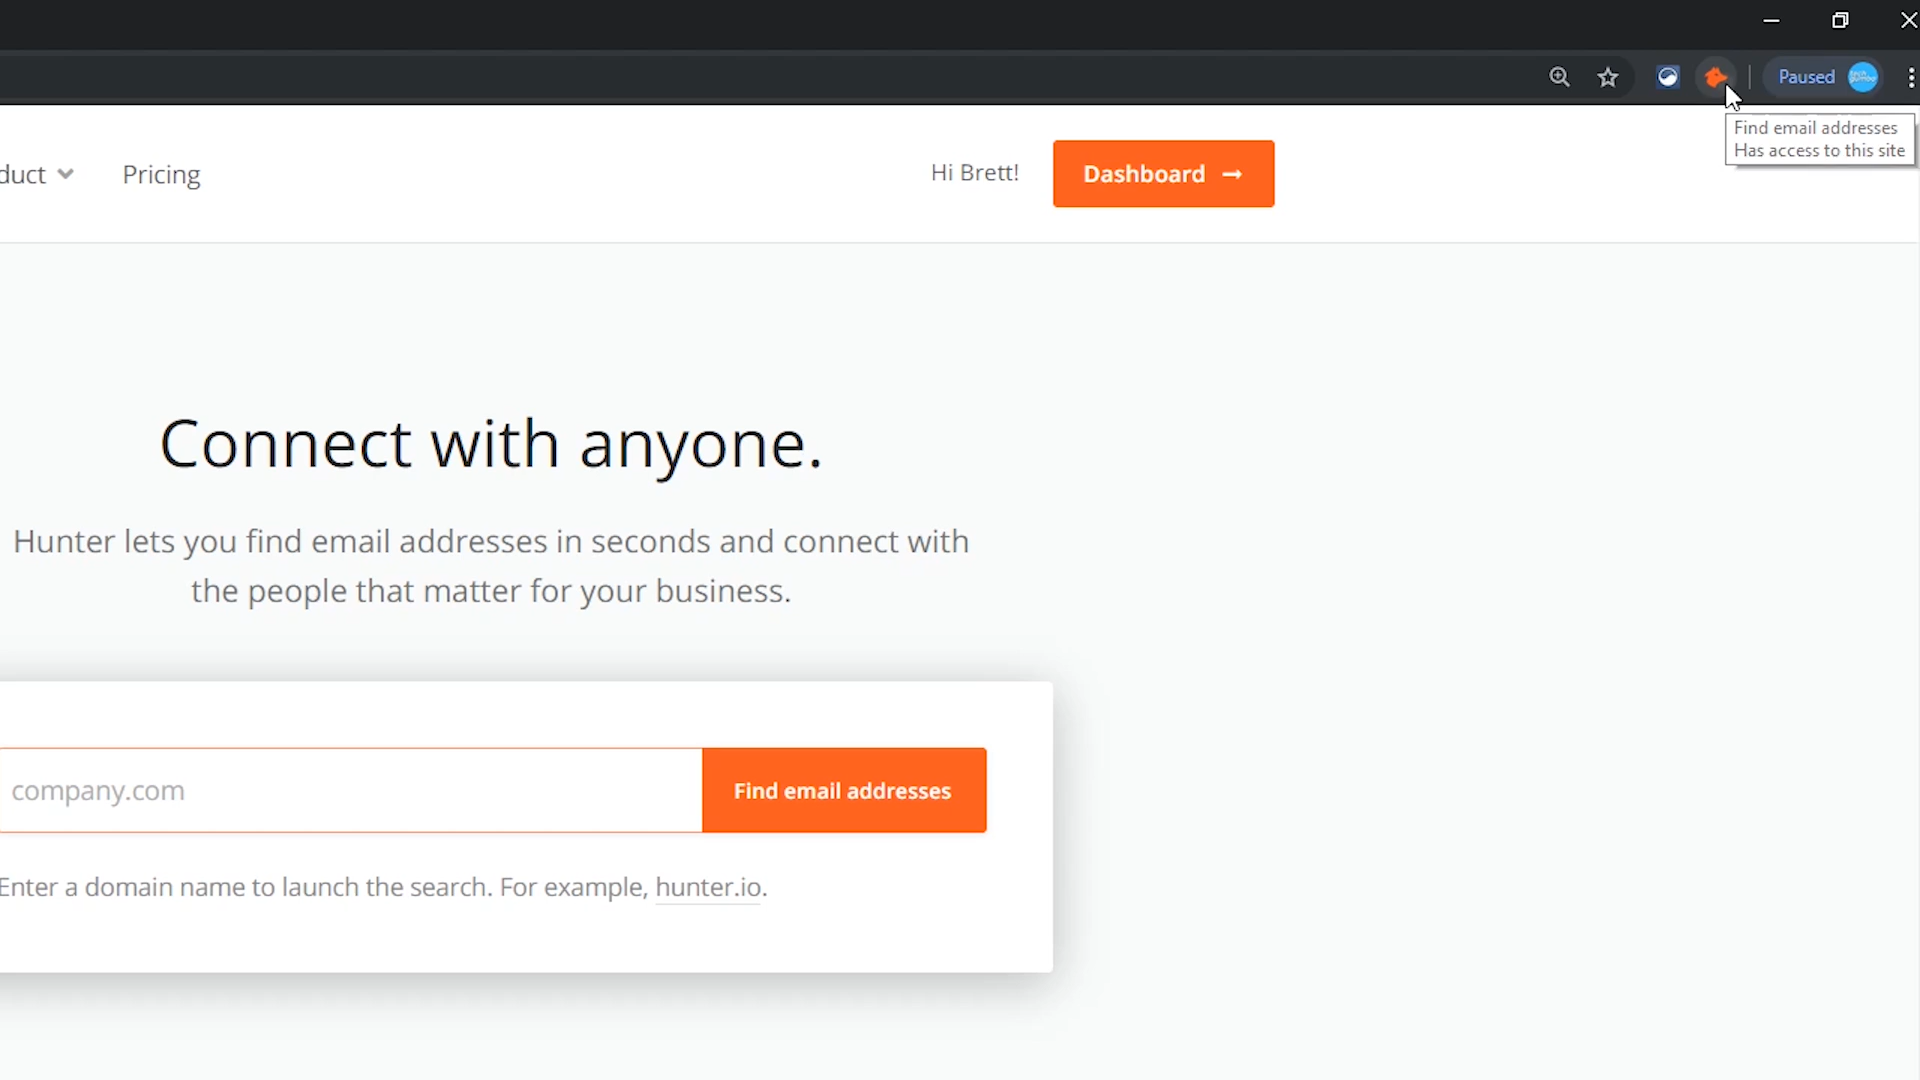 Paused
Find email addresses
Has access to this site
duct
Pricing
Hi Brett!
Dashboard →
Connect with anyone.
Hunter lets you find email addresses in seconds and connect with
the people that matter for your business.
company.com
Find email addresses
Enter a domain name to launch the search. For example, hunter.io.